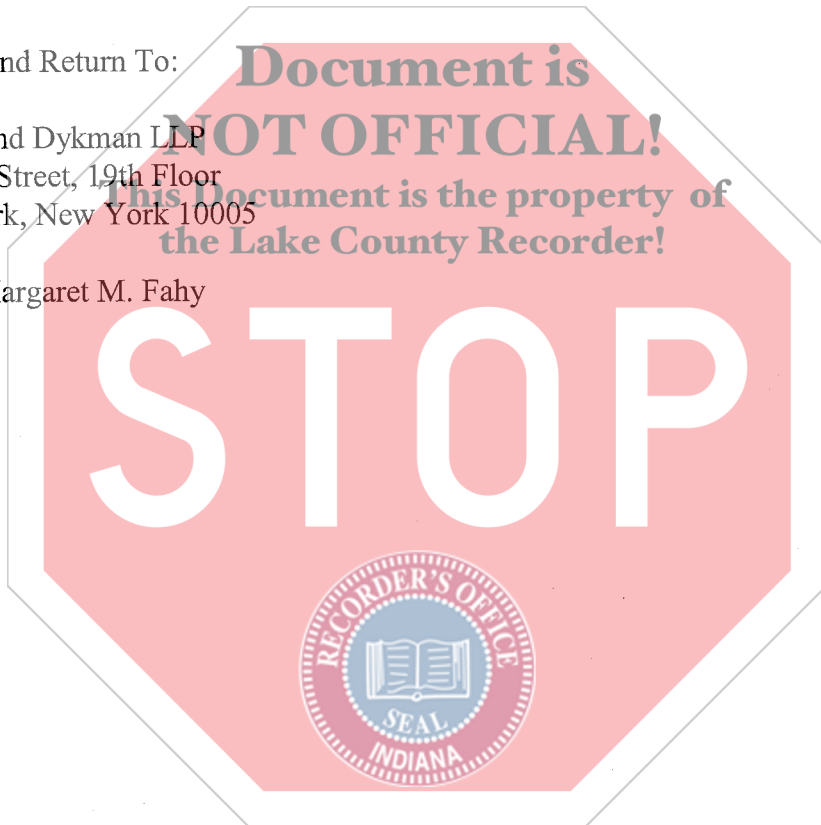 nd Return To:
Document is
NOT OFFICIAL!
nd Dykman LLP
Street, 19th Floor
This Document is the property of
rk, New York 10005
the Lake County Recorder!
argaret M. Fahy
STOP
RECORDER'S OFFICE
SEAL
INDIANA